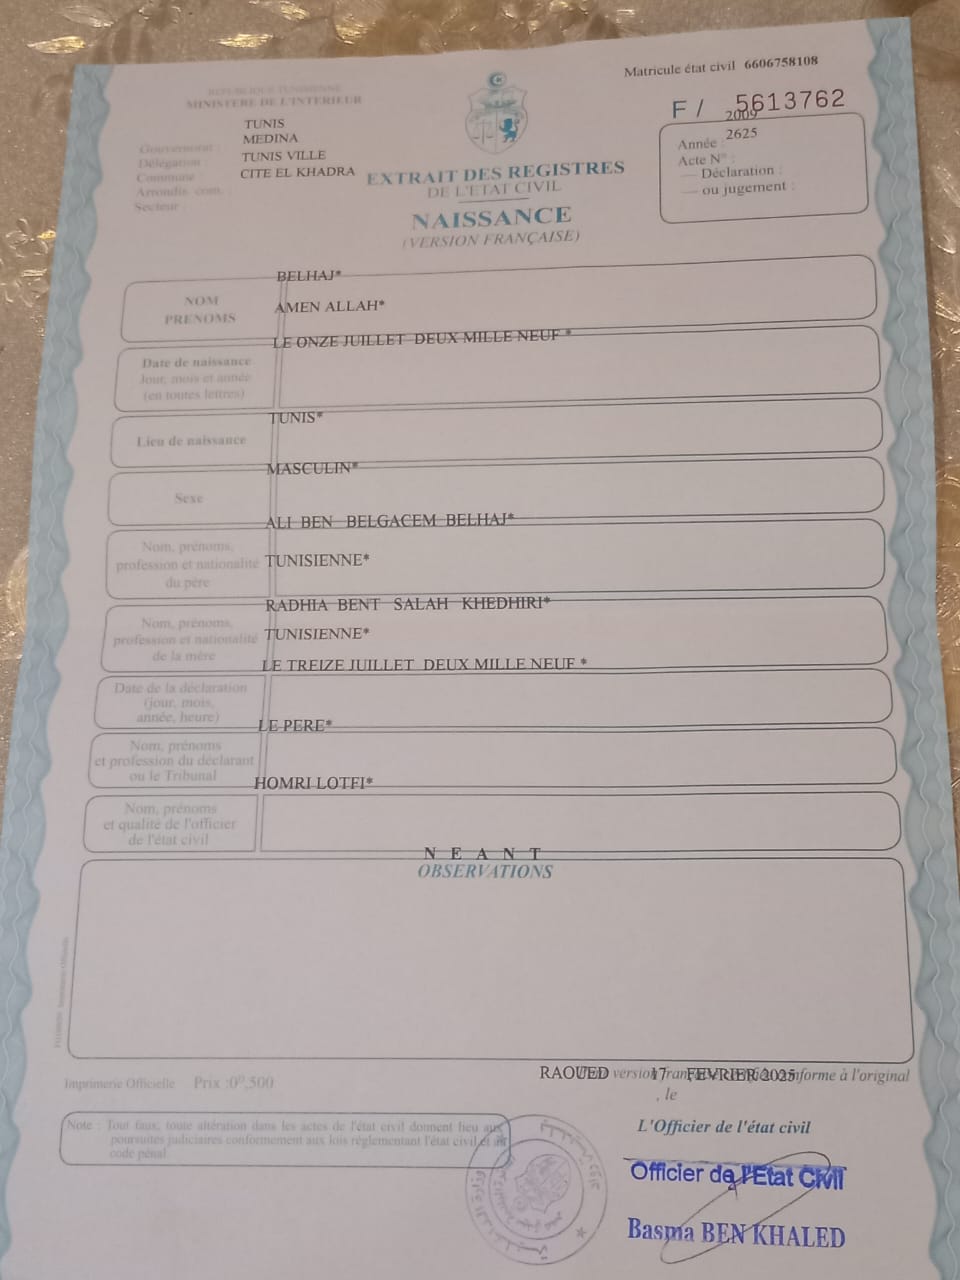 Matricule état civil 6606758108
REPUBLIQUE TUNISIENNE
MINISTERE DE L'INTERIEUR
F / 5613762
Gouvernorat : TUNIS
Délégation : MEDINA
Commune TUNIS VILLE
Arrondis. com. : CITE EL KHADRA
Secteur :
2009
Année : 2625
Acte N° :
— Déclaration :
— ou jugement :
EXTRAIT DES REGISTRES
DE L'ETAT CIVIL
NAISSANCE
(VERSION FRANÇAISE)
BELHAJ*
NOM
AMEN ALLAH*
PRENOMS
LE ONZE JUILLET DEUX MILLE NEUF *
Date de naissance
Jour, mois et année
(en toutes lettres)
TUNIS*
Lieu de naissance
MASCULIN*
Sexe
ALI BEN BELGACEM BELHAJ*
Nom, prénoms,
profession et nationalité TUNISIENNE*
du père
RADHIA BENT SALAH KHEDHIRI*
Nom, prénoms,
profession et nationalité TUNISIENNE*
de la mère
LE TREIZE JUILLET DEUX MILLE NEUF *
Date de la déclaration
(jour, mois,
année, heure)
LE PERE*
Nom, prénoms
et profession du déclarant
ou le Tribunal
HOMRI LOTFI*
Nom, prénoms
et qualité de l'officier
de l'état civil
N E A N T
OBSERVATIONS
Imprimerie Officielle Prix :0ᴰ,500
RAOUED version 17 FEVRIER 2025 conforme à l'original
, le
Note : Tout faux, toute altération dans les actes de l'état civil donnent lieu aux
poursuites judiciaires conformement aux lois réglementant l'état civil et au
code pénal.
L'Officier de l'état civil
Officier de l'Etat Civil
Basma BEN KHALED